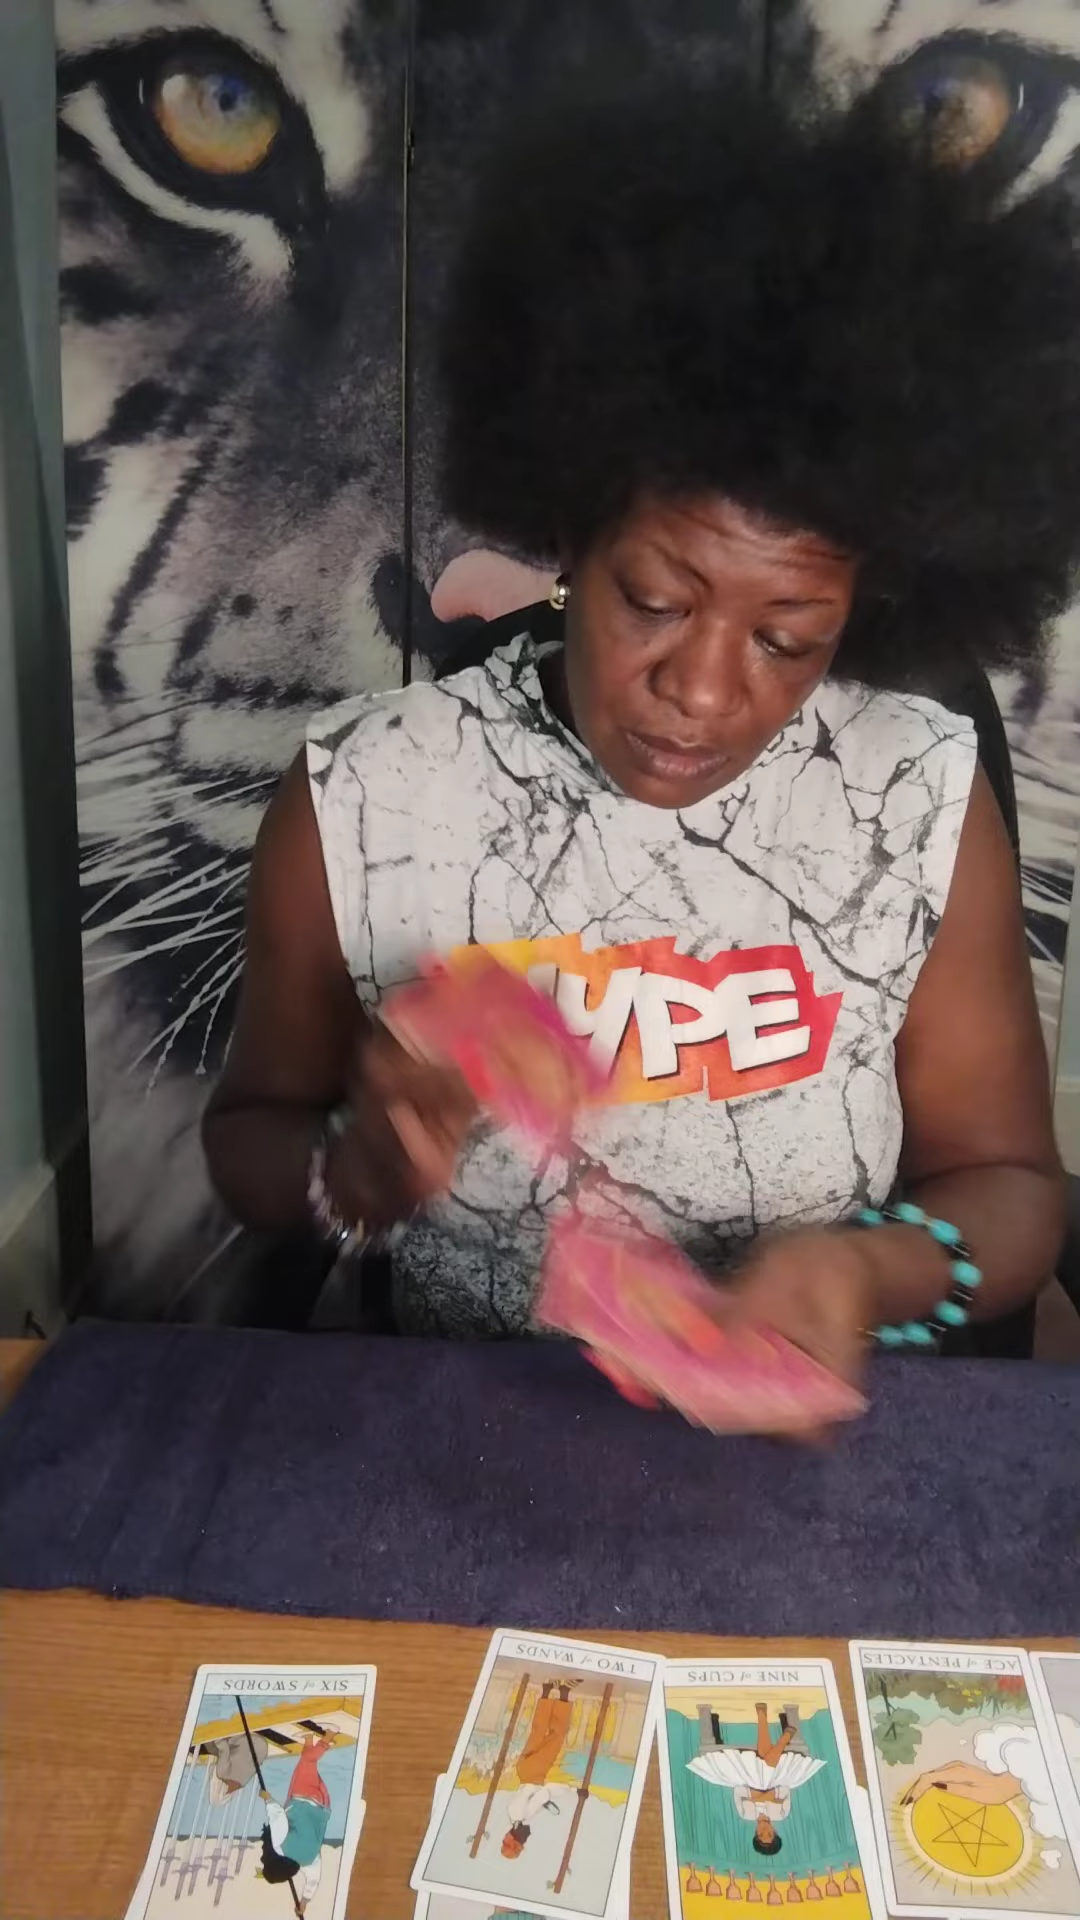 YPE
SIX of SWORDS
TWO of WANDS
NINE of CUPS
ACE of PENTACLES